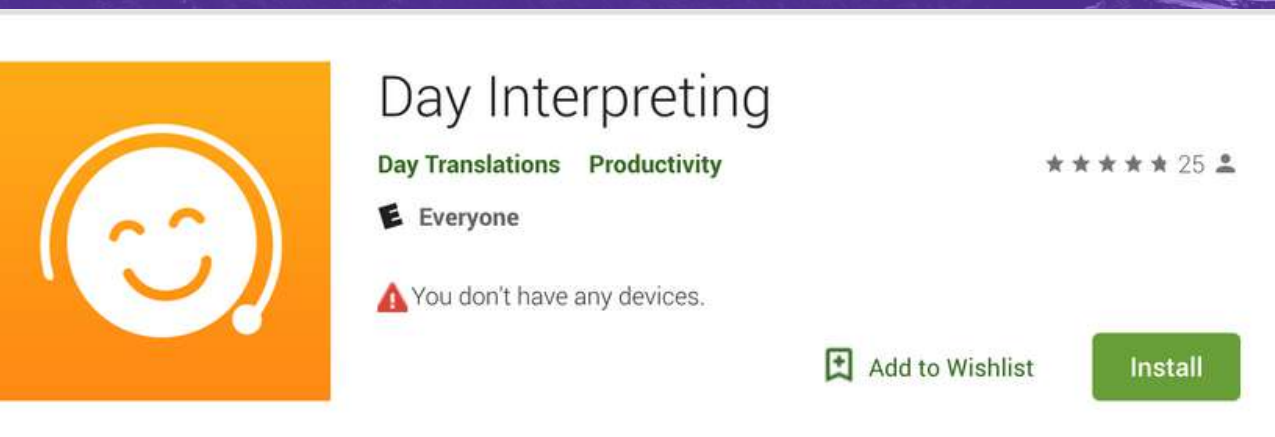 Day Interpreting
Day Translations Productivity 25
E Everyone
You don't have any devices.
Add to Wishlist Install